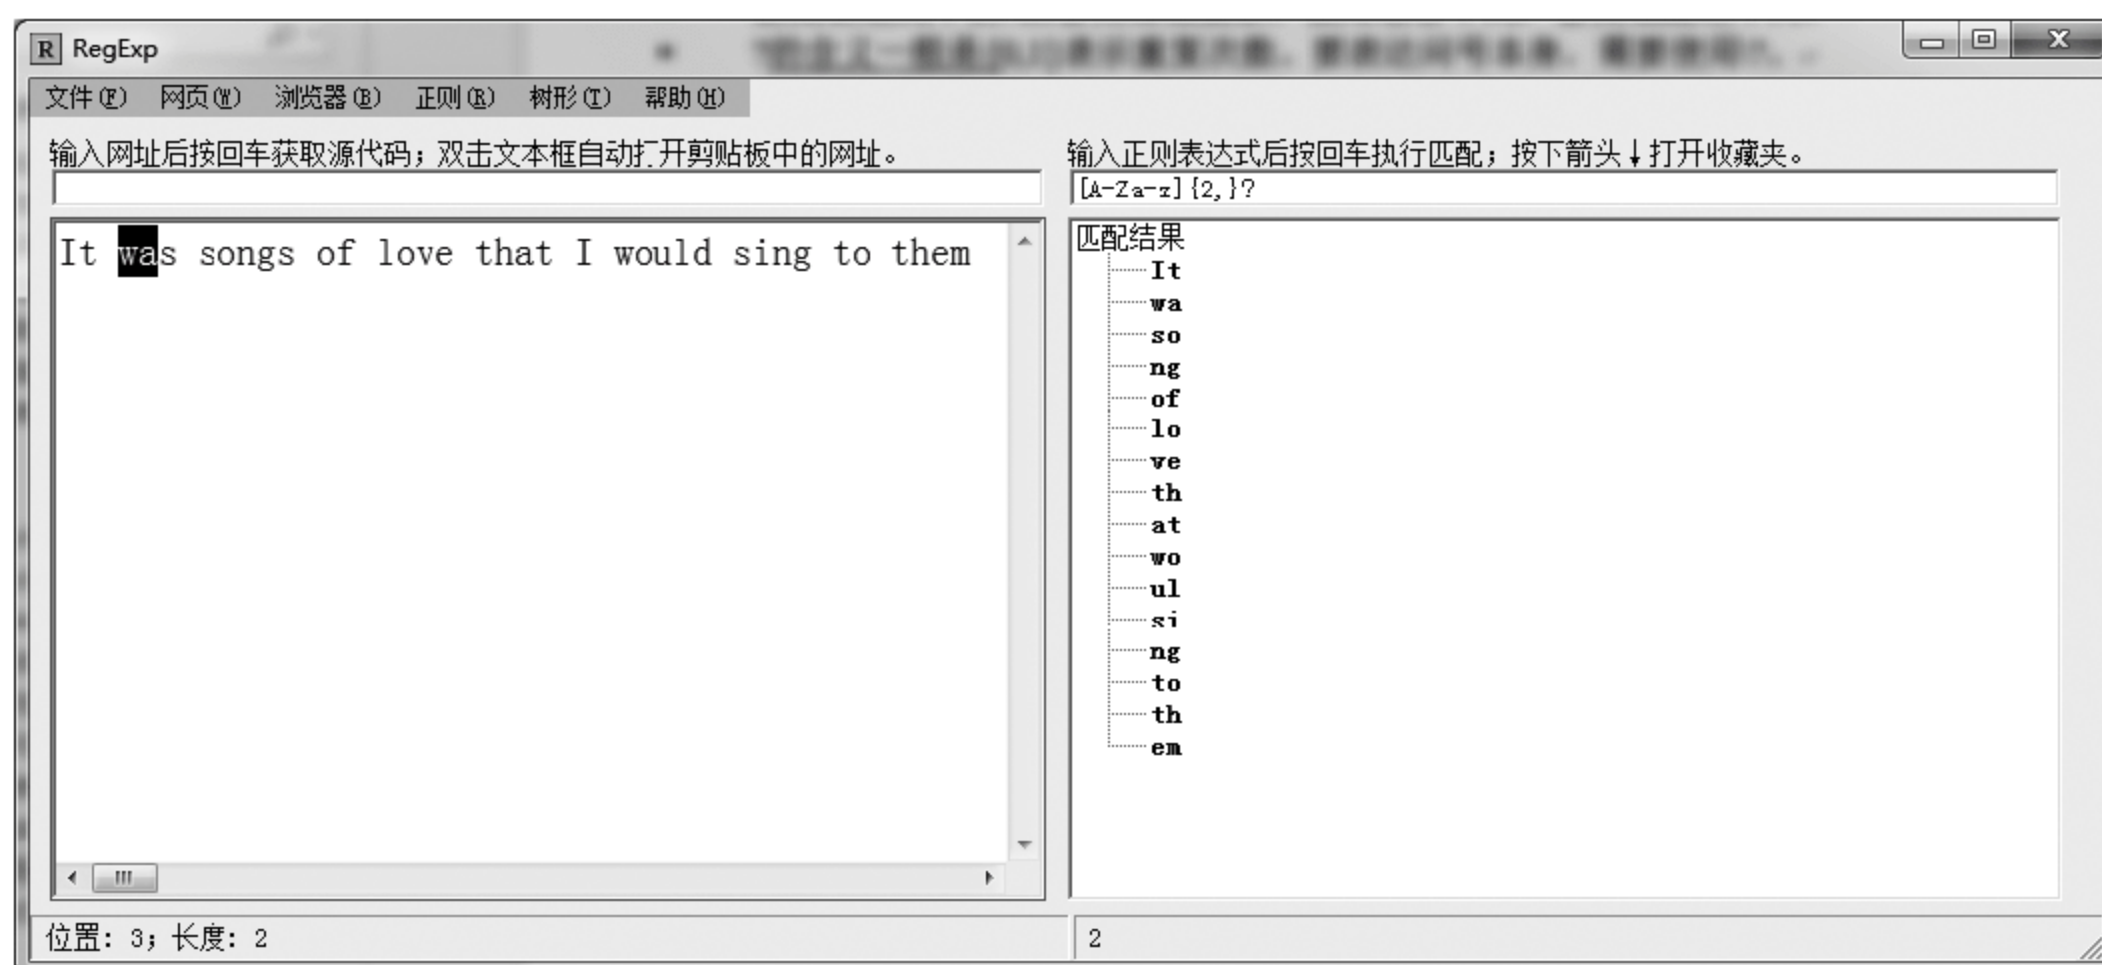 RegExp
文件(F) 网页(W) 浏览器(B) 正则(R) 树形(T) 帮助(H)
输入网址后按回车获取源代码；双击文本框自动打开剪贴板中的网址。
It was songs of love that I would sing to them
输入正则表达式后按回车执行匹配；按下箭头↓打开收藏夹。
[A-Za-z]{2,}?
匹配结果
It
wa
so
ng
of
lo
ve
th
at
wo
ul
si
ng
to
th
em
位置: 3; 长度: 2
2